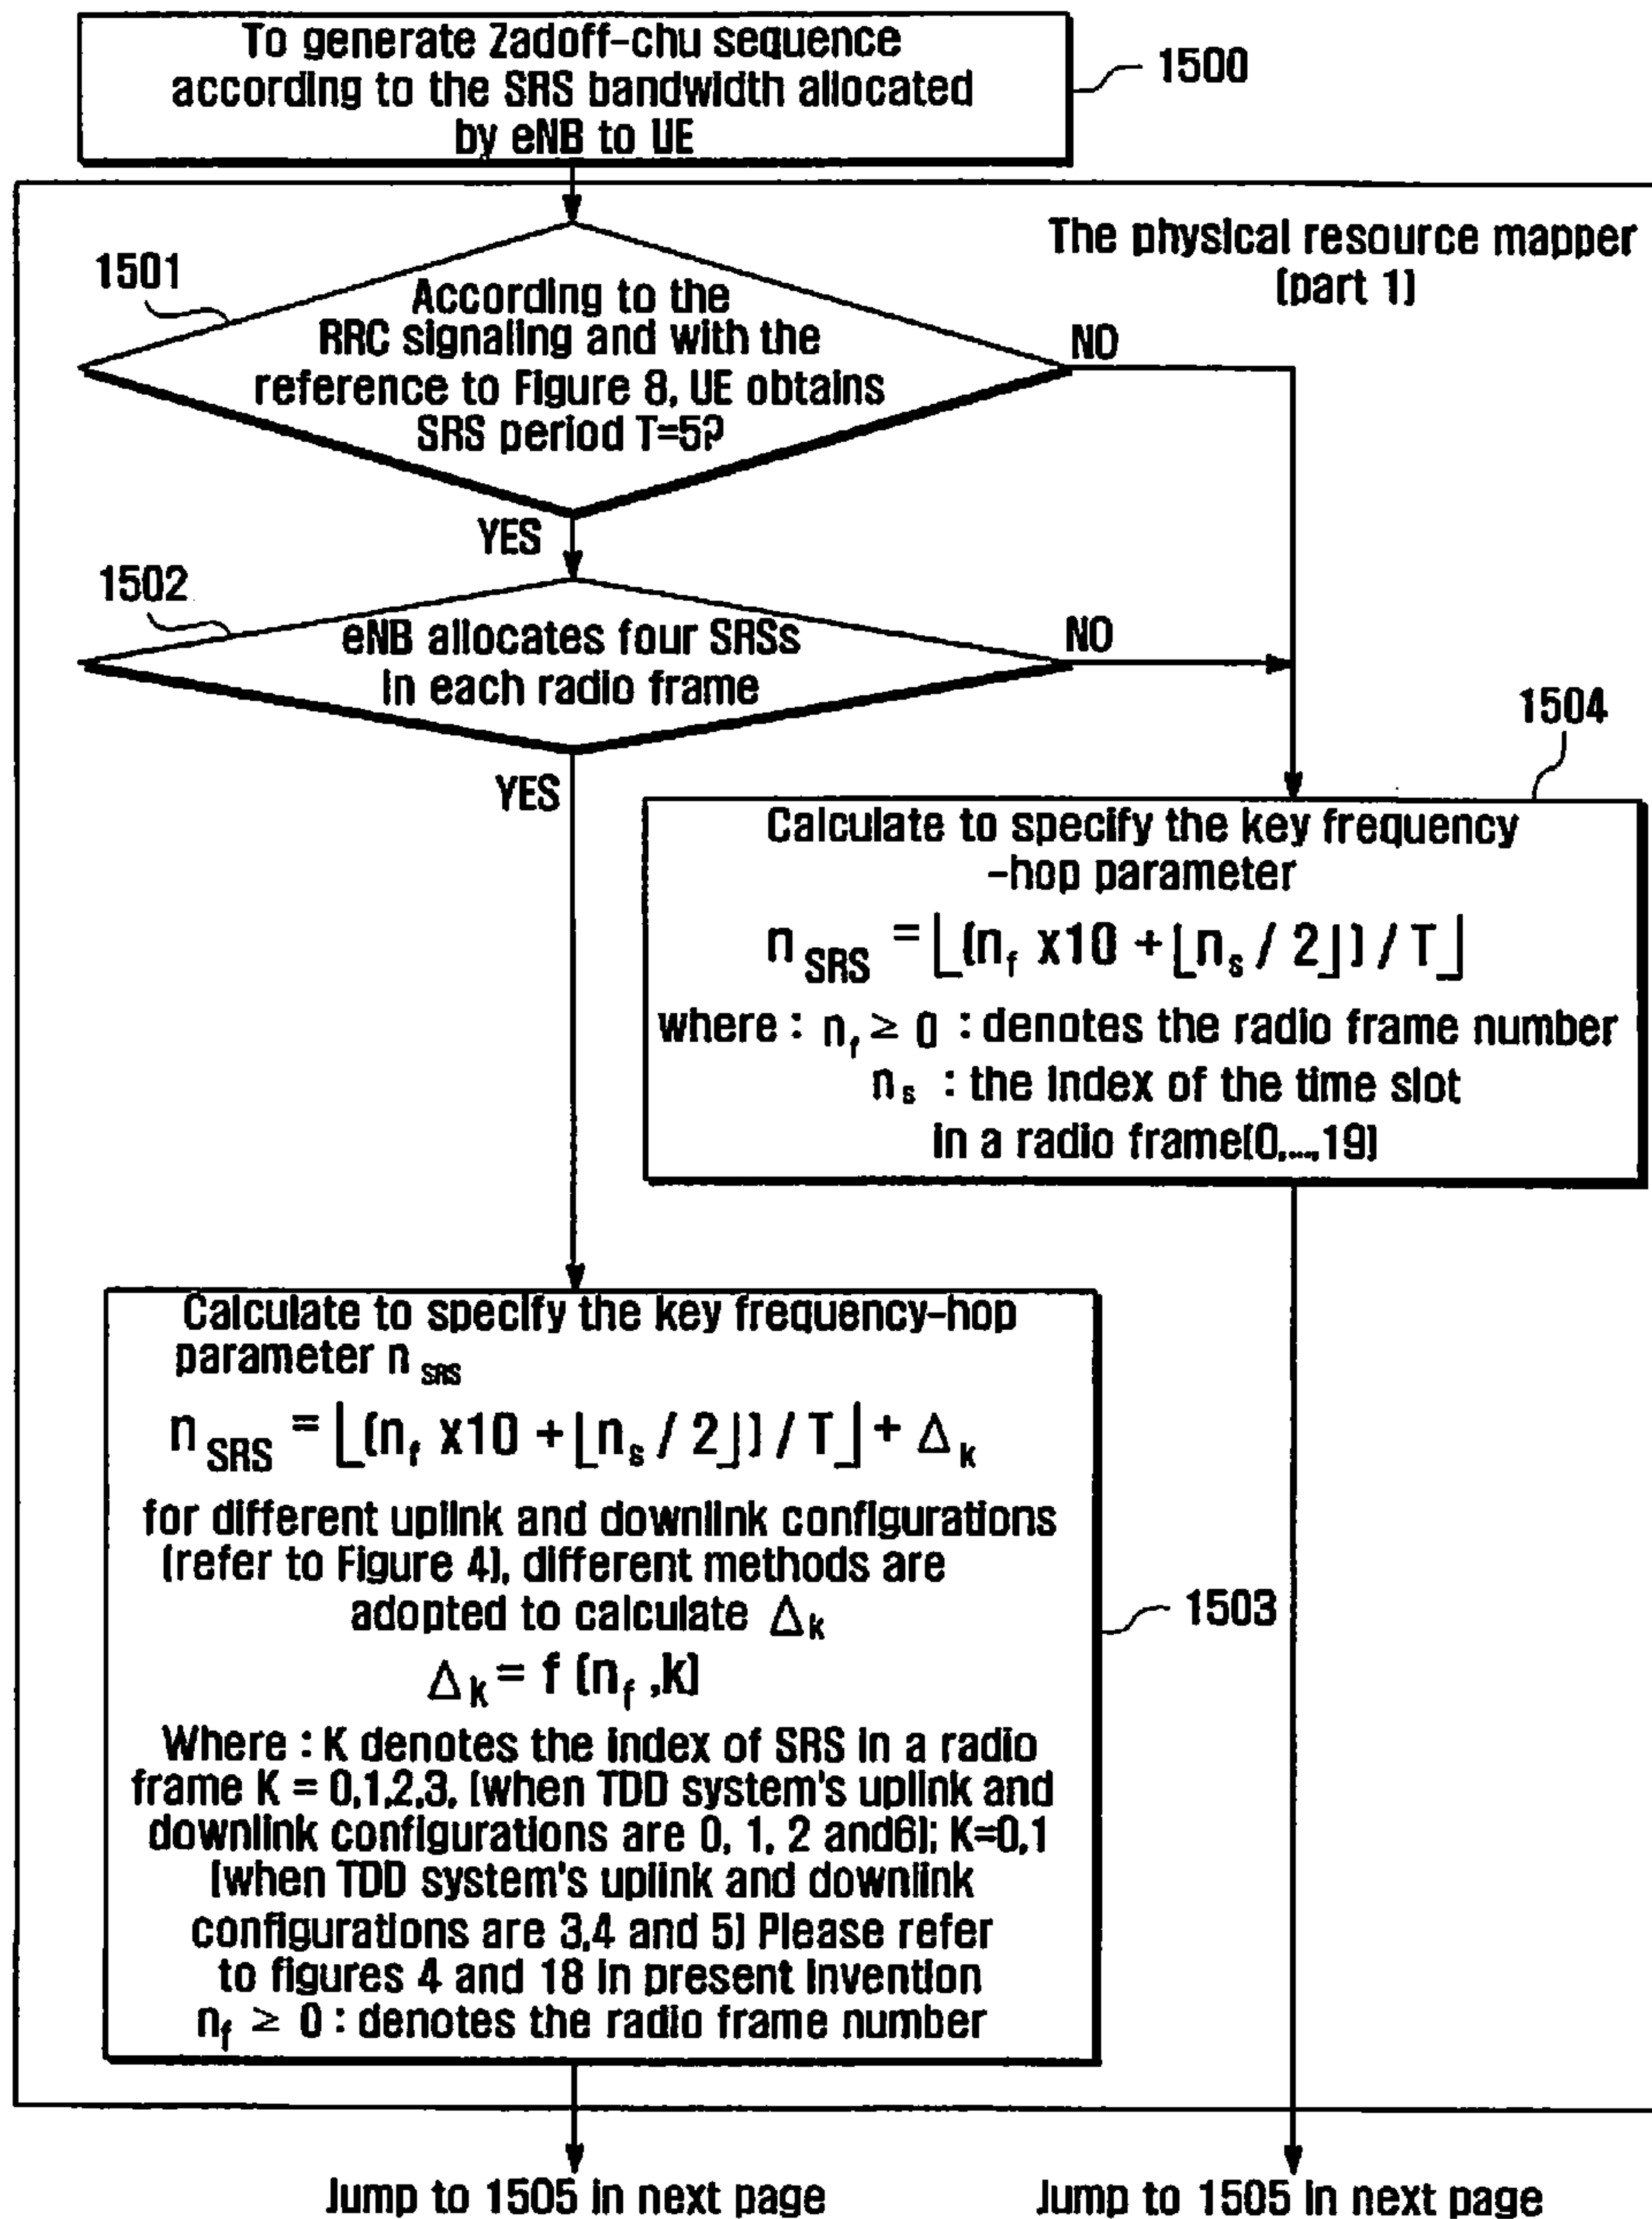 To generate Zadoff-chu sequence
according to the SRS bandwidth allocated
by eNB to UE
1500
The physical resource mapper
(part 1)
1501
According to the
RRC signaling and with the
reference to Figure 8, UE obtains
SRS period T=5?
NO
YES
1502
eNB allocates four SRSs
in each radio frame
NO
YES
1504
Calculate to specify the key frequency
-hop parameter
n SRS = ⌊(n f x10 + ⌊n s / 2⌋) / T⌋
where : n f ≥ 0 : denotes the radio frame number
n s : the index of the time slot
in a radio frame(0,...,19)
Calculate to specify the key frequency-hop
parameter n SRS
n SRS = ⌊(n f x10 + ⌊n s / 2⌋) / T⌋ + Δ k
for different uplink and downlink configurations
(refer to Figure 4), different methods are
adopted to calculate Δ k
Δ k = f (n f ,k)
Where : K denotes the index of SRS in a radio
frame K = 0,1,2,3, (when TDD system's uplink and
downlink configurations are 0, 1, 2 and6); K=0,1
(when TDD system's uplink and downlink
configurations are 3,4 and 5) Please refer
to figures 4 and 18 in present invention
n f ≥ 0 : denotes the radio frame number
1503
Jump to 1505 in next page
Jump to 1505 in next page